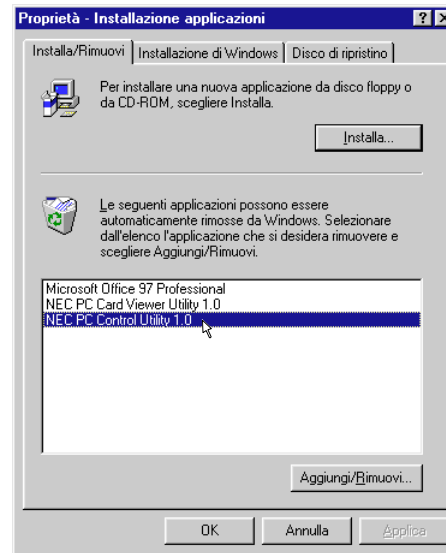 Proprietà - Installazione applicazioni
Installa/Rimuovi Installazione di Windows Disco di ripristino
Per installare una nuova applicazione da disco floppy o
da CD-ROM, scegliere Installa.
Installa...
Le seguenti applicazioni possono essere
automaticamente rimosse da Windows. Selezionare
dall'elenco l'applicazione che si desidera rimuovere e
scegliere Aggiungi/Rimuovi.
Microsoft Office 97 Professional
NEC PC Card Viewer Utility 1.0
NEC PC Control Utility 1.0
Aggiungi/Rimuovi...
OK Annulla Applica